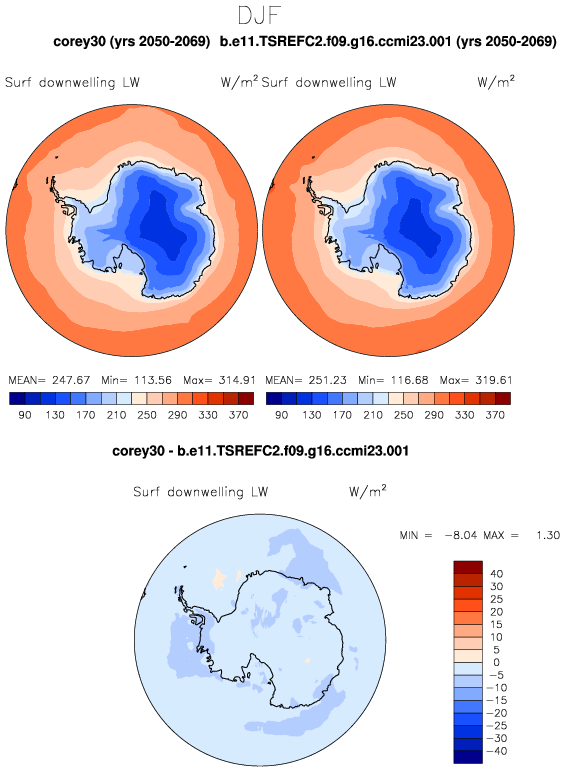 DJF
corey30 (yrs 2050-2069) b.e11.TSREFC2.f09.g16.ccmi23.001 (yrs 2050-2069)
Surf downwelling LW W/m² Surf downwelling LW W/m²
MEAN= 247.67 Min= 113.56 Max= 314.91 MEAN= 251.23 Min= 116.68 Max= 319.61
90 130 170 210 250 290 330 370 90 130 170 210 250 290 330 370
corey30 - b.e11.TSREFC2.f09.g16.ccmi23.001
Surf downwelling LW W/m²
MIN = -8.04 MAX = 1.30
40
30
25
20
15
10
5
0
-5
-10
-15
-20
-25
-30
-40